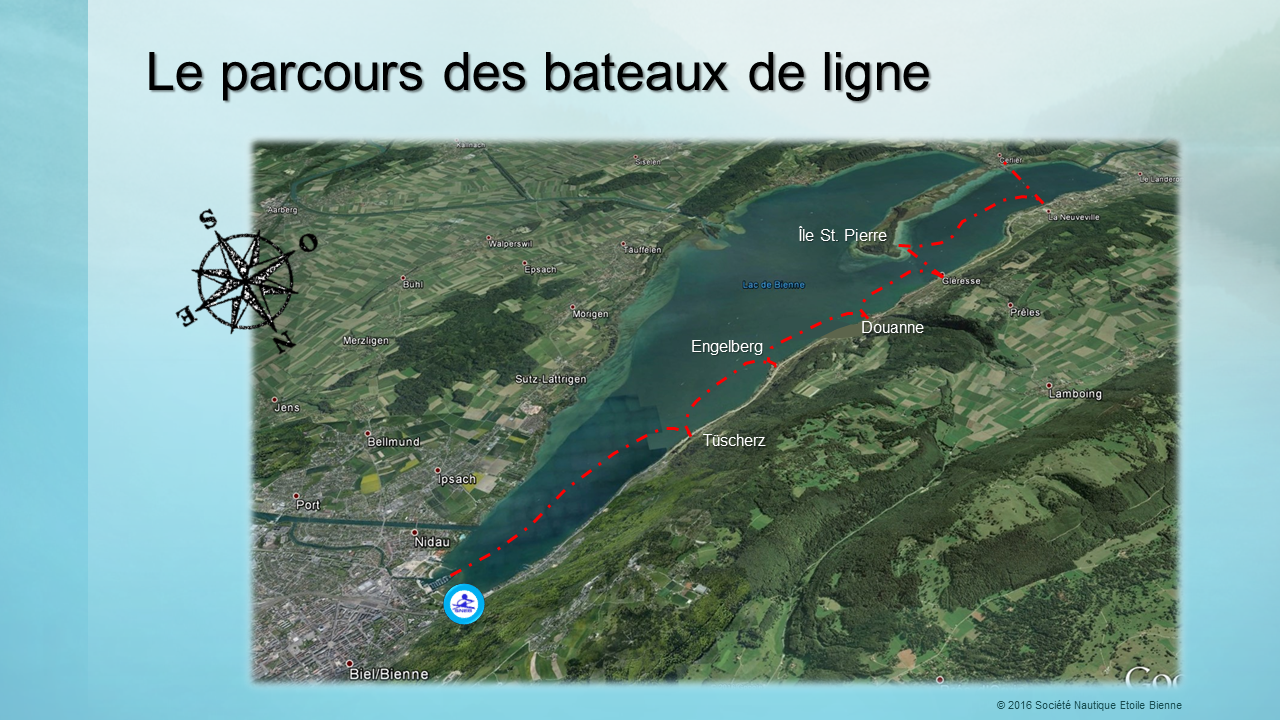 Le parcours des bateaux de ligne
Kallnach
Siselen
Cerlier
Le Landeron
Aarberg
S
O
E
N
La Neuveville
Île St. Pierre
Walperswil
Täuffelen
Epsach
Bühl
Lac de Bienne
Gléresse
Mörigen
Prêles
Douanne
Merzligen
Engelberg
Sutz-Lattrigen
Lamboing
Jens
Bellmund
Tüscherz
Ipsach
Port
Nidau
SNEB
Biel/Bienne
Goo
© 2016 Société Nautique Etoile Bienne